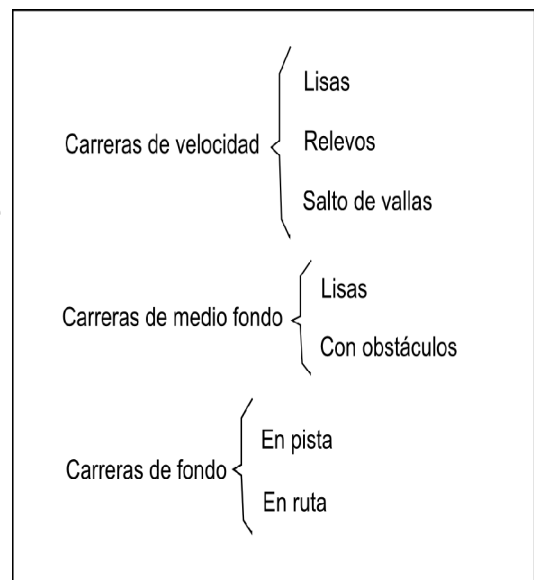 Carreras de velocidad
Lisas
Relevos
Salto de vallas
Carreras de medio fondo
Lisas
Con obstáculos
Carreras de fondo
En pista
En ruta